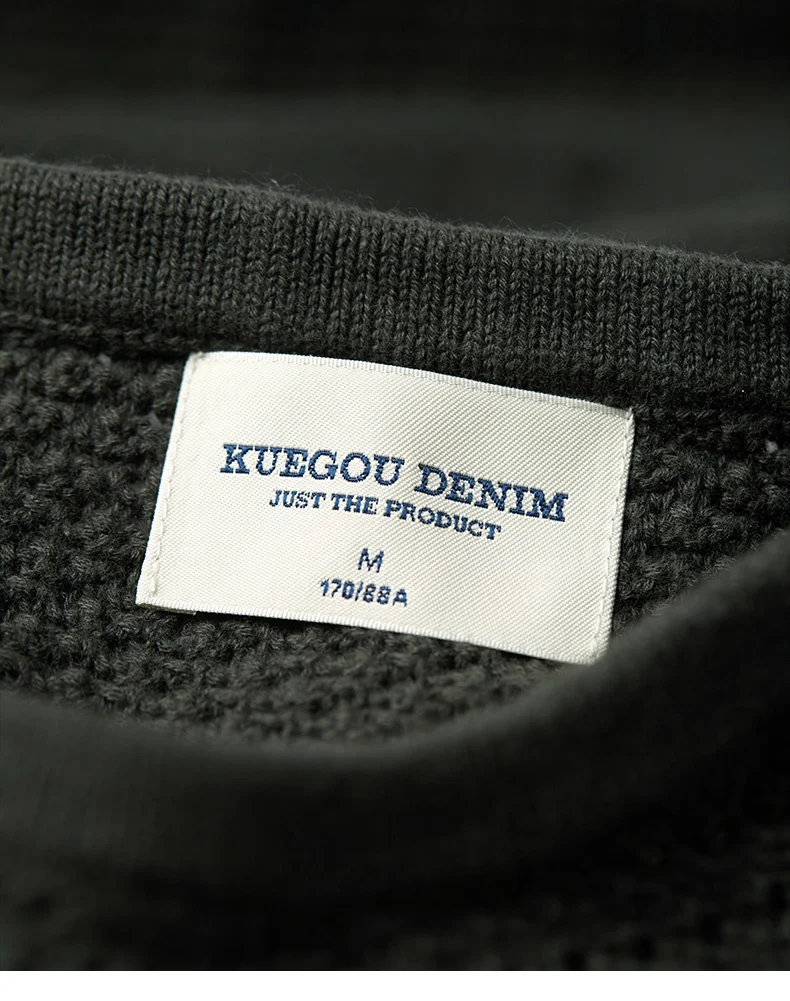 KUEGOU DENIM
JUST THE PRODUCT
M
170/88A